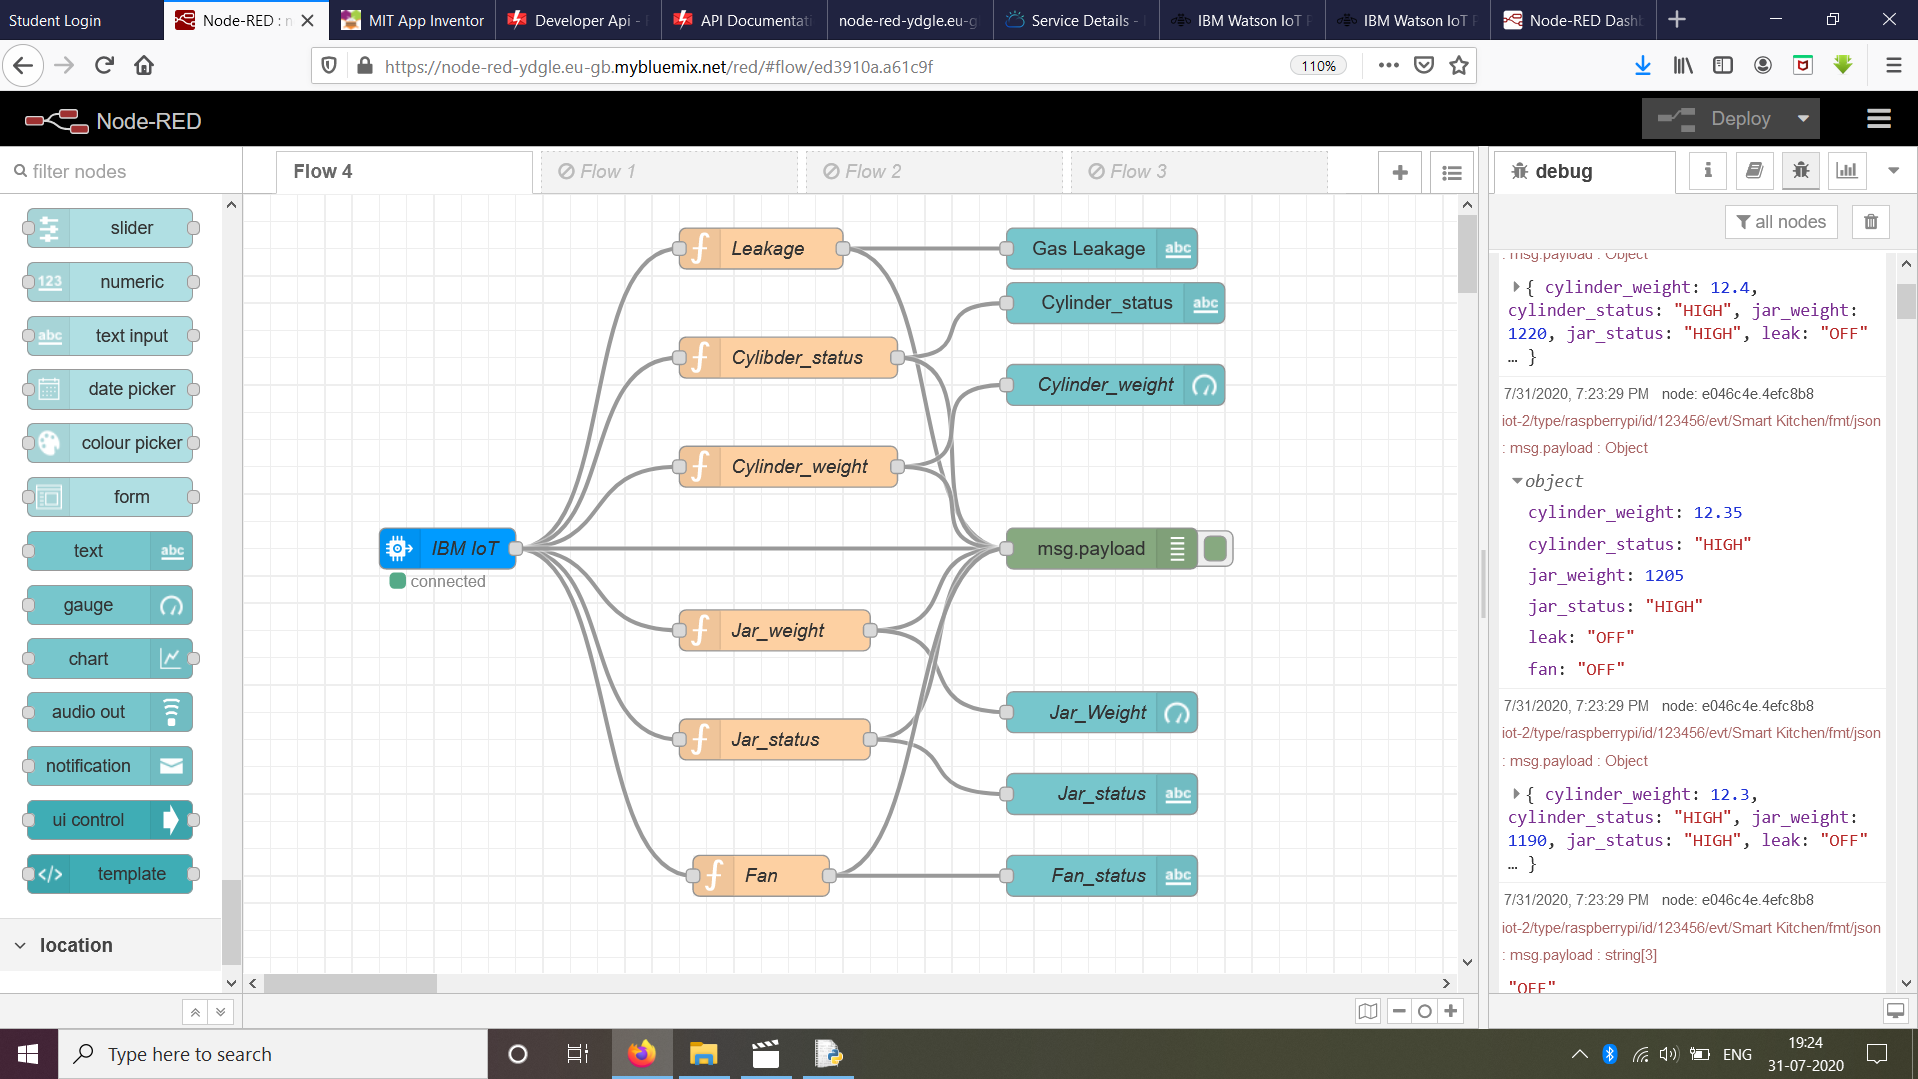 Student Login
Node-RED : n
MIT App Inventor
Developer Api -
API Documentati
node-red-ydgle.eu-g
Service Details -
IBM Watson IoT P
IBM Watson IoT P
Node-RED Dash
https://node-red-ydgle.eu-gb.mybluemix.net/red/#flow/ed3910a.a61c9f
110%
Node-RED
Deploy
filter nodes
Flow 4
Flow 1
Flow 2
Flow 3
debug
i
all nodes
slider
123 numeric
abc text input
date picker
colour picker
form
text abc
gauge
chart
audio out
notification
ui control
</> template
location
IBM IoT
connected
Leakage
Cylibder_status
Cylinder_weight
Jar_weight
Jar_status
Fan
Gas Leakage abc
Cylinder_status abc
Cylinder_weight
msg.payload
Jar_Weight
Jar_status abc
Fan_status abc
: msg.payload : Object
{ cylinder_weight: 12.4,
cylinder_status: "HIGH", jar_weight:
1220, jar_status: "HIGH", leak: "OFF"
… }
7/31/2020, 7:23:29 PM node: e046c4e.4efc8b8
iot-2/type/raspberrypi/id/123456/evt/Smart Kitchen/fmt/json
: msg.payload : Object
object
cylinder_weight: 12.35
cylinder_status: "HIGH"
jar_weight: 1205
jar_status: "HIGH"
leak: "OFF"
fan: "OFF"
7/31/2020, 7:23:29 PM node: e046c4e.4efc8b8
iot-2/type/raspberrypi/id/123456/evt/Smart Kitchen/fmt/json
: msg.payload : Object
{ cylinder_weight: 12.3,
cylinder_status: "HIGH", jar_weight:
1190, jar_status: "HIGH", leak: "OFF"
… }
7/31/2020, 7:23:29 PM node: e046c4e.4efc8b8
iot-2/type/raspberrypi/id/123456/evt/Smart Kitchen/fmt/json
: msg.payload : string[3]
"OFF"
Type here to search
ENG
19:24
31-07-2020